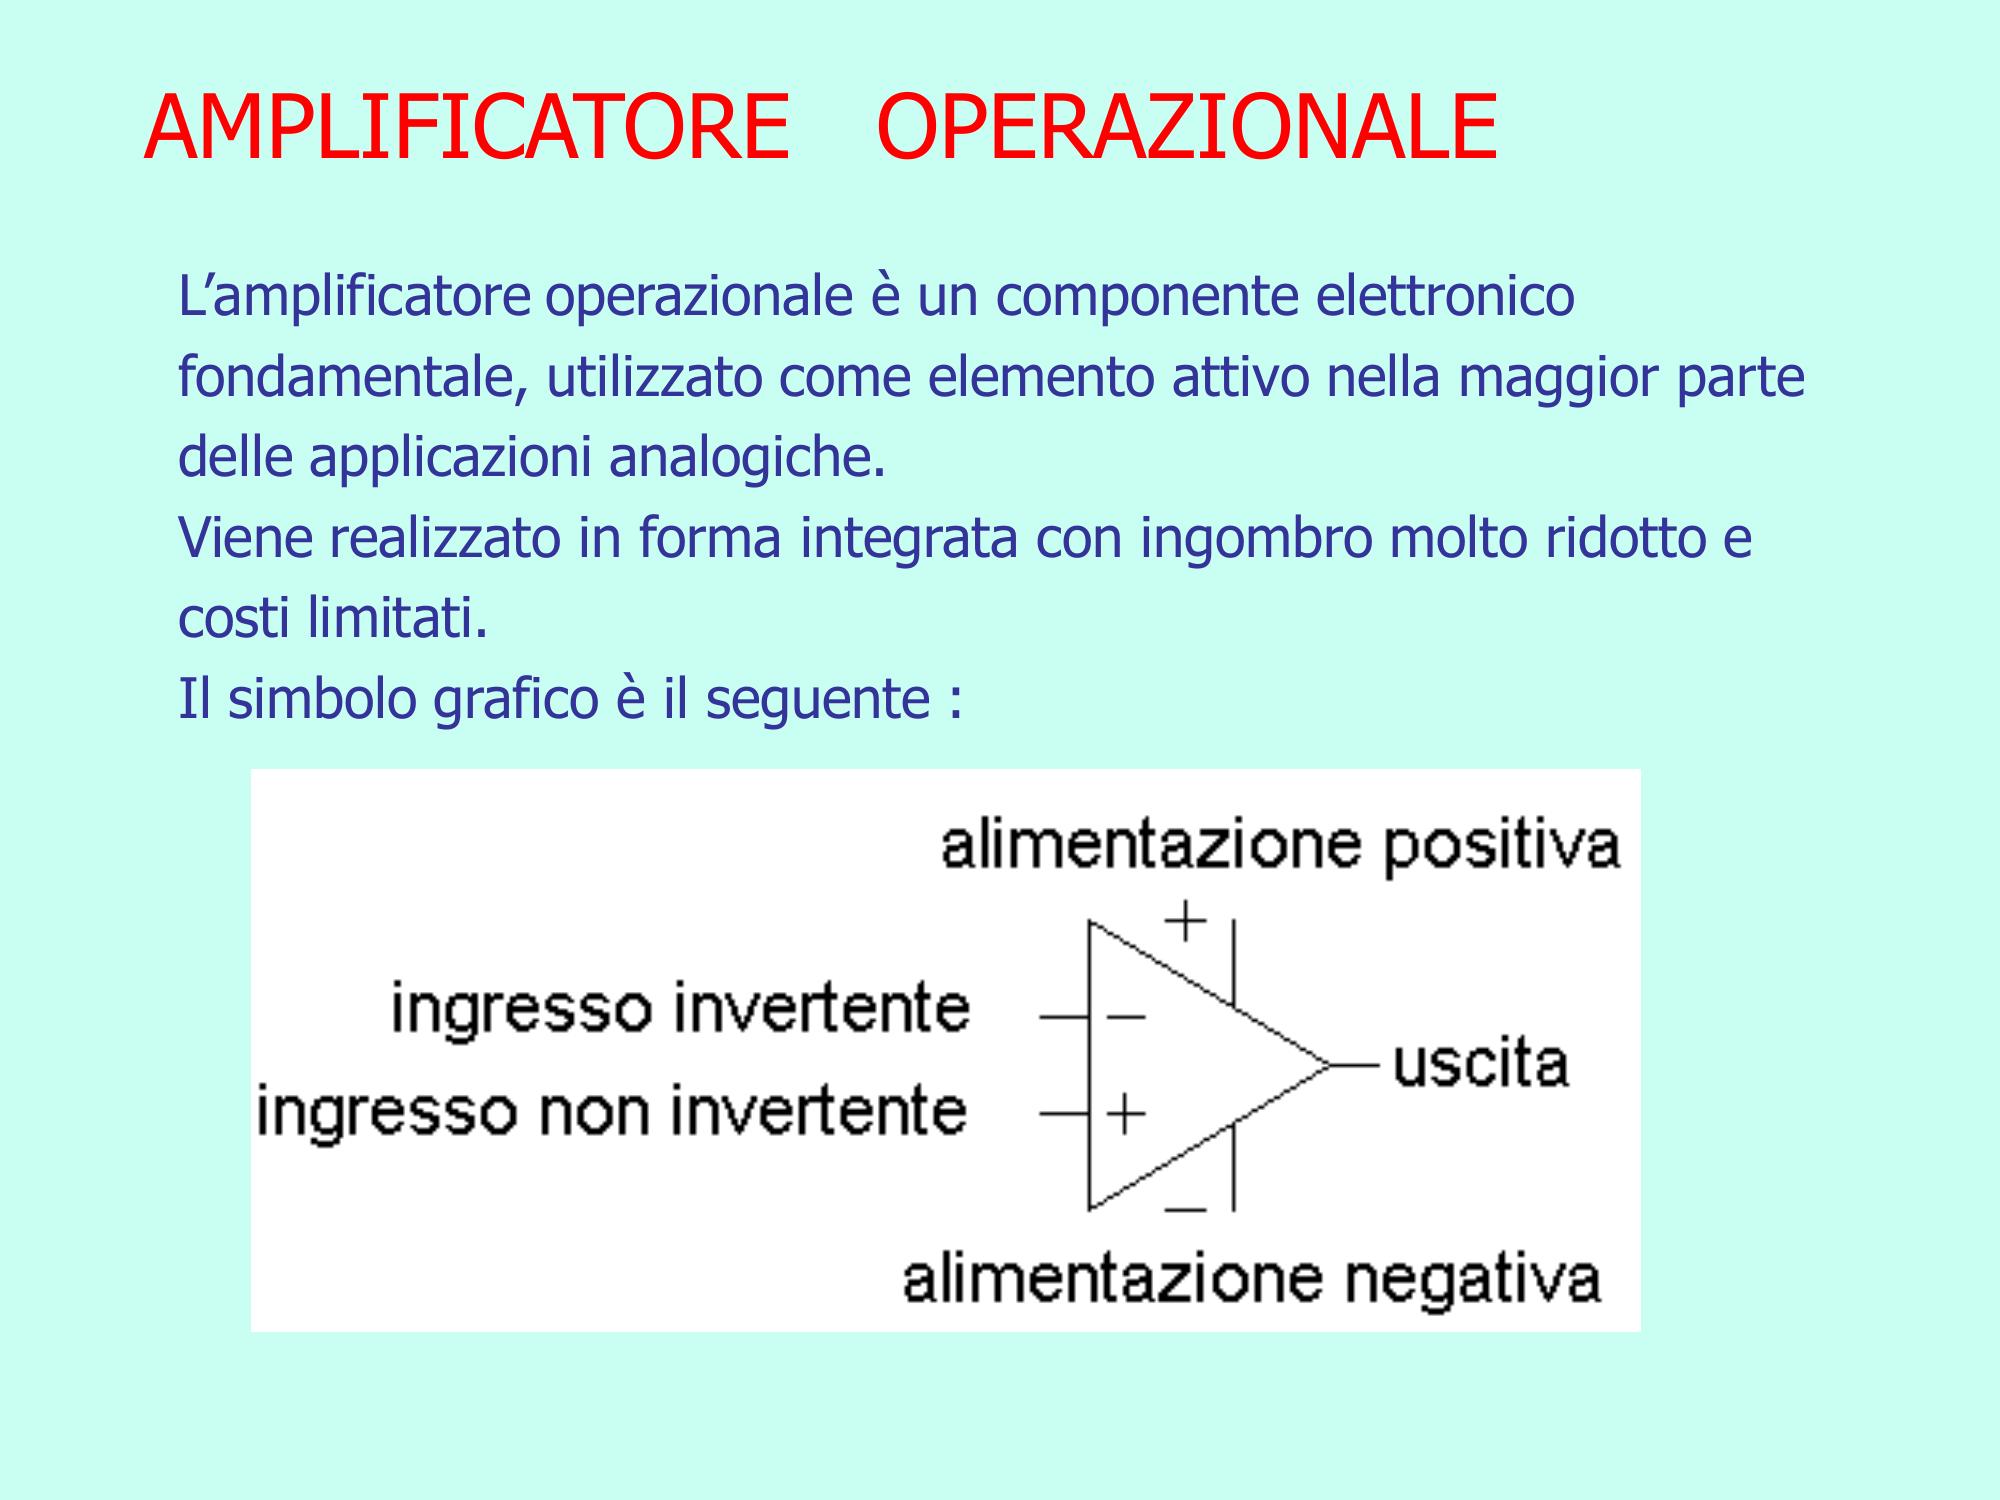 AMPLIFICATORE OPERAZIONALE
L’amplificatore operazionale è un componente elettronico
fondamentale, utilizzato come elemento attivo nella maggior parte
delle applicazioni analogiche.
Viene realizzato in forma integrata con ingombro molto ridotto e
costi limitati.
Il simbolo grafico è il seguente :
alimentazione positiva
+
ingresso invertente
−
uscita
ingresso non invertente
+
−
alimentazione negativa